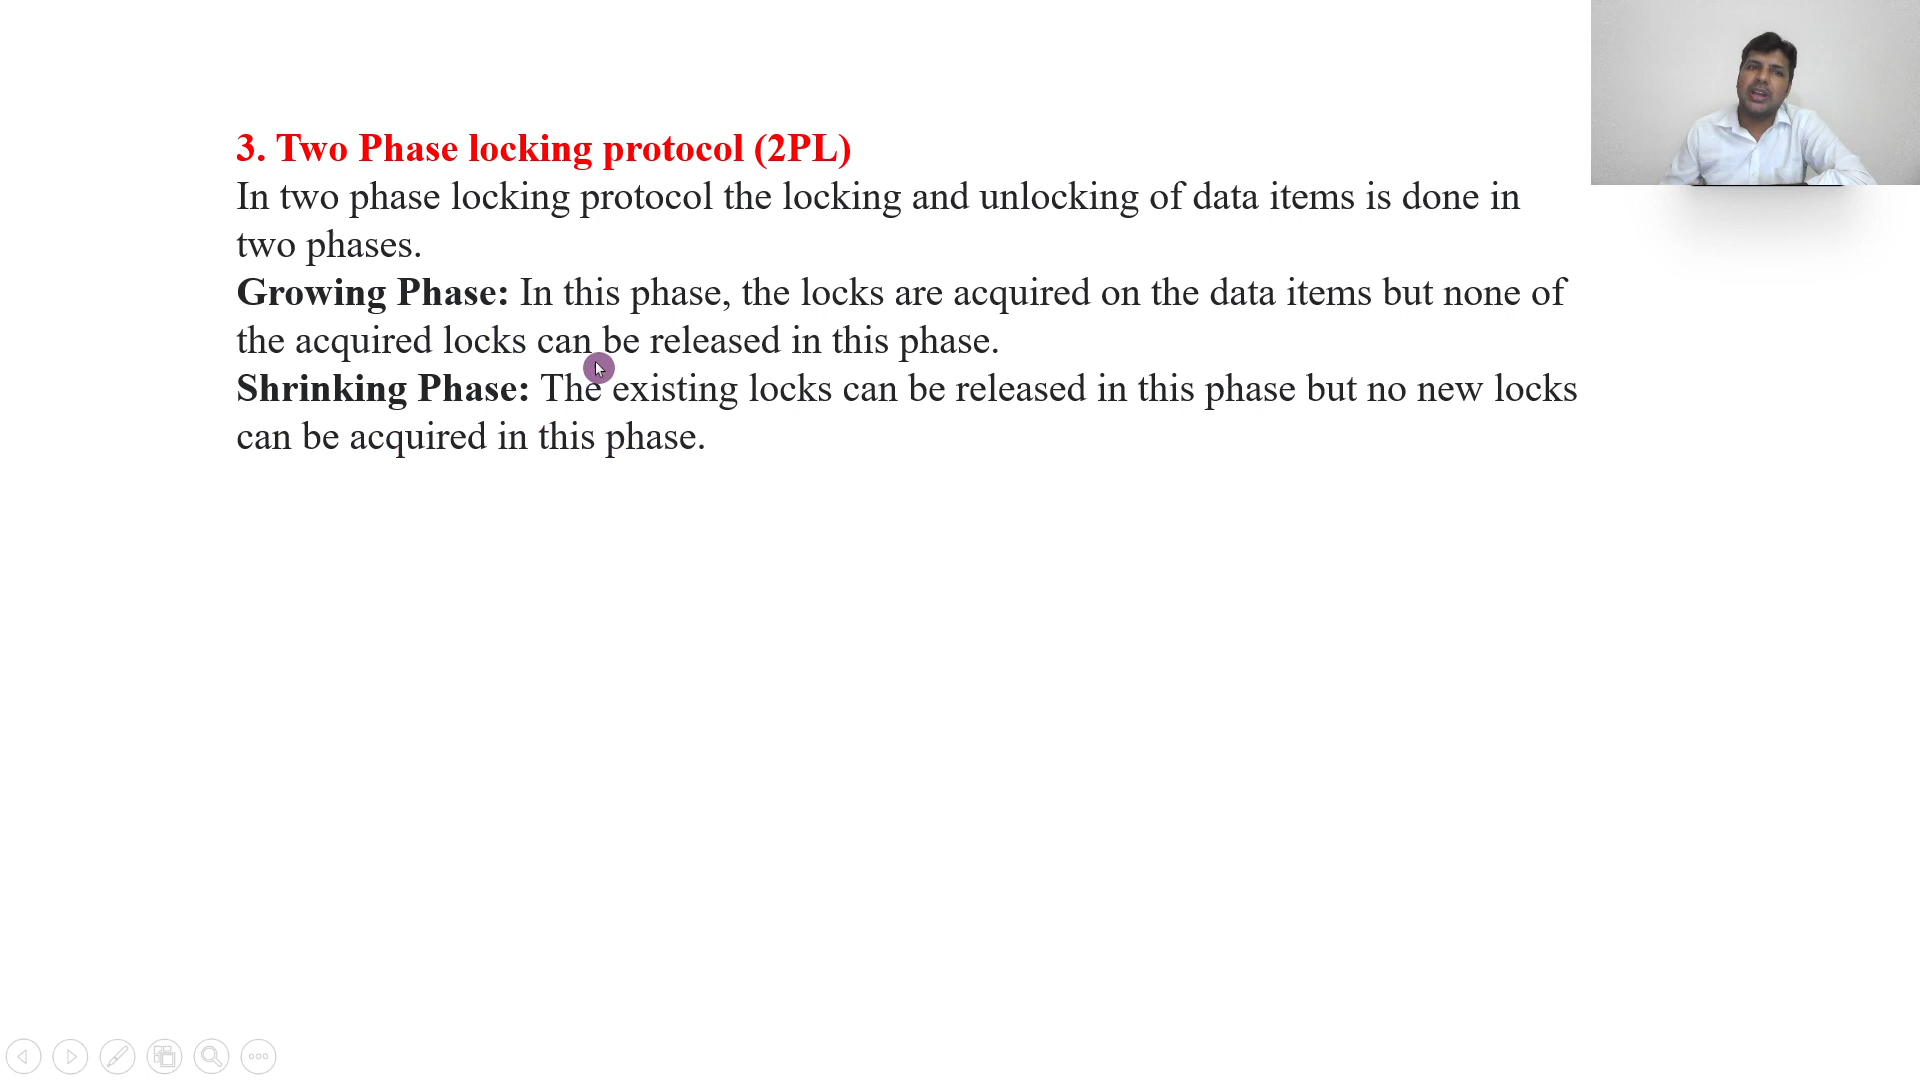 3. Two Phase locking protocol (2PL)
In two phase locking protocol the locking and unlocking of data items is done in
two phases.
Growing Phase: In this phase, the locks are acquired on the data items but none of
the acquired locks can be released in this phase.
Shrinking Phase: The existing locks can be released in this phase but no new locks
can be acquired in this phase.